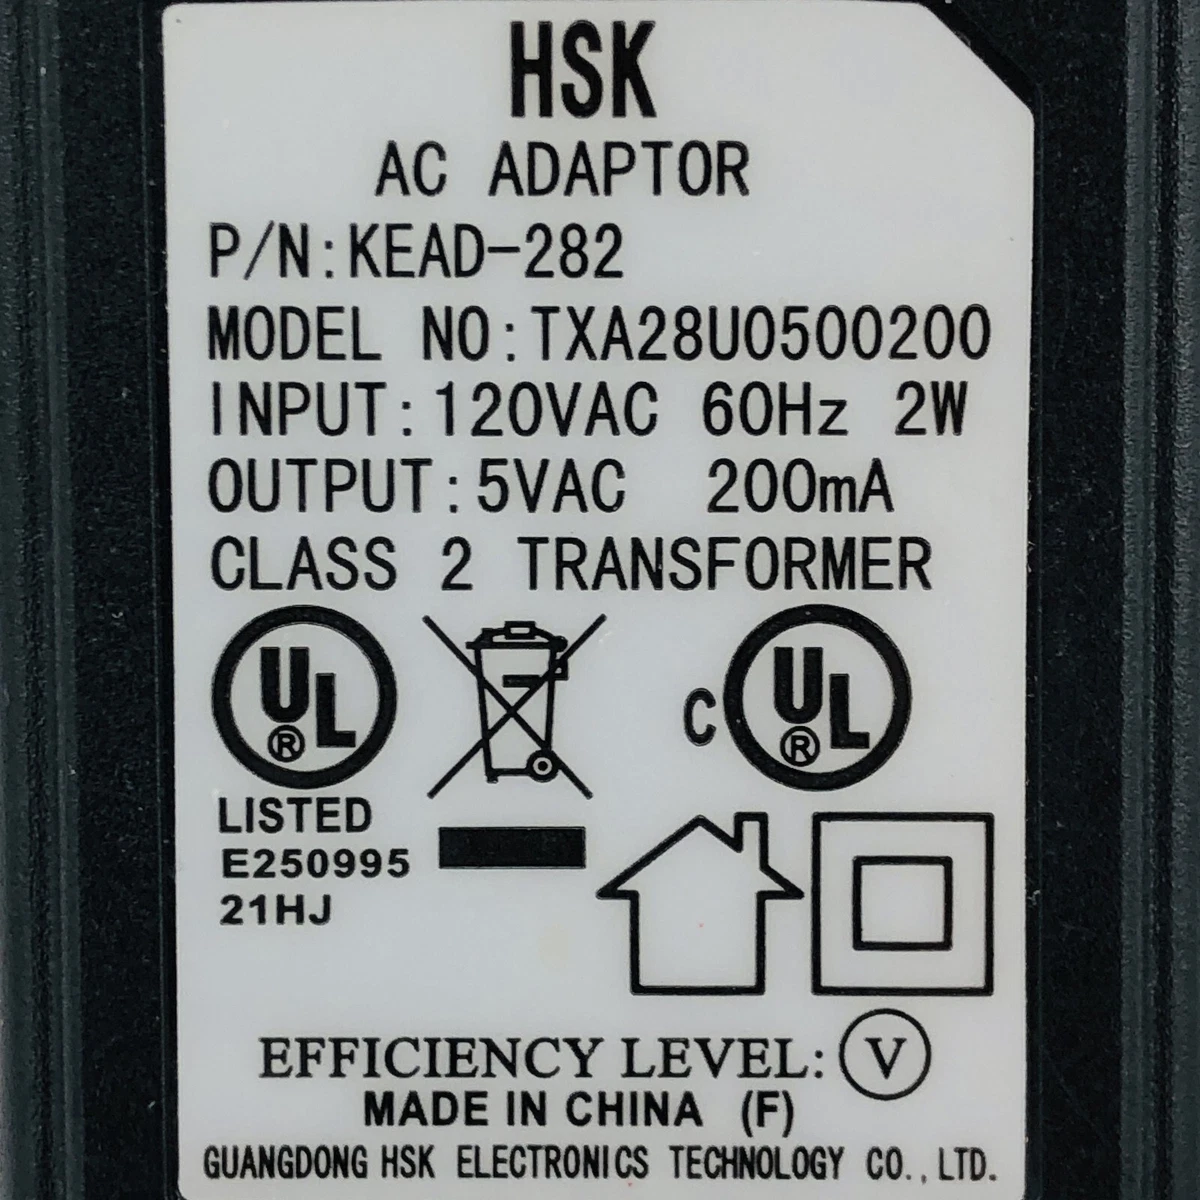 HSK
AC ADAPTOR
P/N:KEAD-282
MODEL NO:TXA28U0500200
INPUT:120VAC 60Hz 2W
OUTPUT:5VAC 200mA
CLASS 2 TRANSFORMER
UL ®
C UL ®
LISTED
E250995
21HJ
EFFICIENCY LEVEL: V
MADE IN CHINA (F)
GUANGDONG HSK ELECTRONICS TECHNOLOGY CO., LTD.